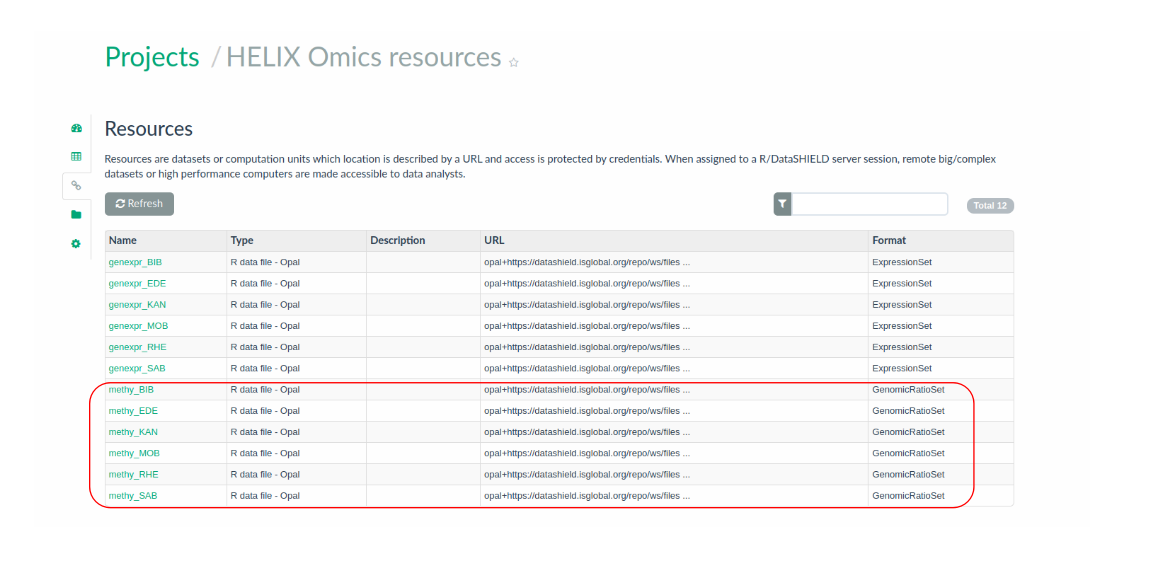 Projects / HELIX Omics resources
Resources
Resources are datasets or computation units which location is described by a URL and access is protected by credentials. When assigned to a R/DataSHIELD server session, remote big/complex
datasets or high performance computers are made accessible to data analysts.
Refresh
Total 12
Name Type Description URL Format
genexpr_BIB R data file - Opal opal+https://datashield.isglobal.org/repo/ws/files ... ExpressionSet
genexpr_EDE R data file - Opal opal+https://datashield.isglobal.org/repo/ws/files ... ExpressionSet
genexpr_KAN R data file - Opal opal+https://datashield.isglobal.org/repo/ws/files ... ExpressionSet
genexpr_MOB R data file - Opal opal+https://datashield.isglobal.org/repo/ws/files ... ExpressionSet
genexpr_RHE R data file - Opal opal+https://datashield.isglobal.org/repo/ws/files ... ExpressionSet
genexpr_SAB R data file - Opal opal+https://datashield.isglobal.org/repo/ws/files ... ExpressionSet
methy_BIB R data file - Opal opal+https://datashield.isglobal.org/repo/ws/files ... GenomicRatioSet
methy_EDE R data file - Opal opal+https://datashield.isglobal.org/repo/ws/files ... GenomicRatioSet
methy_KAN R data file - Opal opal+https://datashield.isglobal.org/repo/ws/files ... GenomicRatioSet
methy_MOB R data file - Opal opal+https://datashield.isglobal.org/repo/ws/files ... GenomicRatioSet
methy_RHE R data file - Opal opal+https://datashield.isglobal.org/repo/ws/files ... GenomicRatioSet
methy_SAB R data file - Opal opal+https://datashield.isglobal.org/repo/ws/files ... GenomicRatioSet